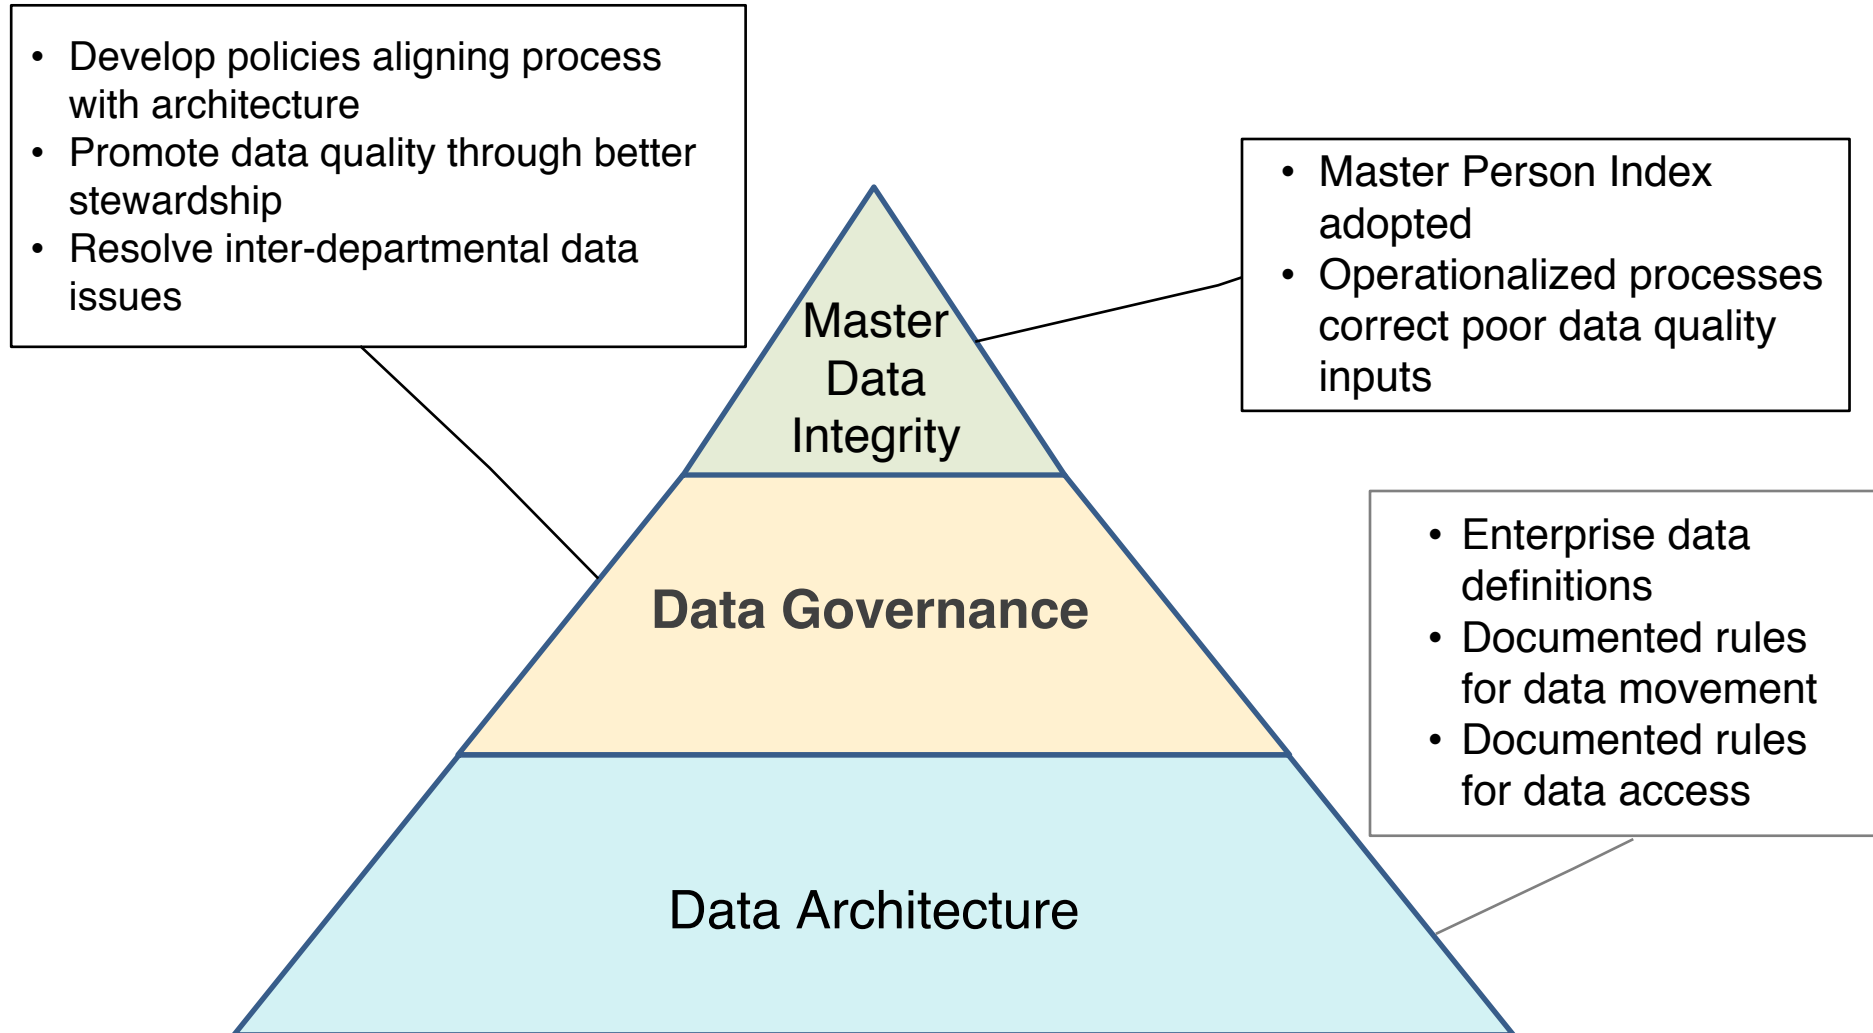 • Develop policies aligning process
with architecture
• Promote data quality through better
stewardship
• Resolve inter-departmental data
issues
• Master Person Index
adopted
• Operationalized processes
correct poor data quality
inputs
Master
Data
Integrity
• Enterprise data
definitions
• Documented rules
for data movement
• Documented rules
for data access
Data Governance
Data Architecture